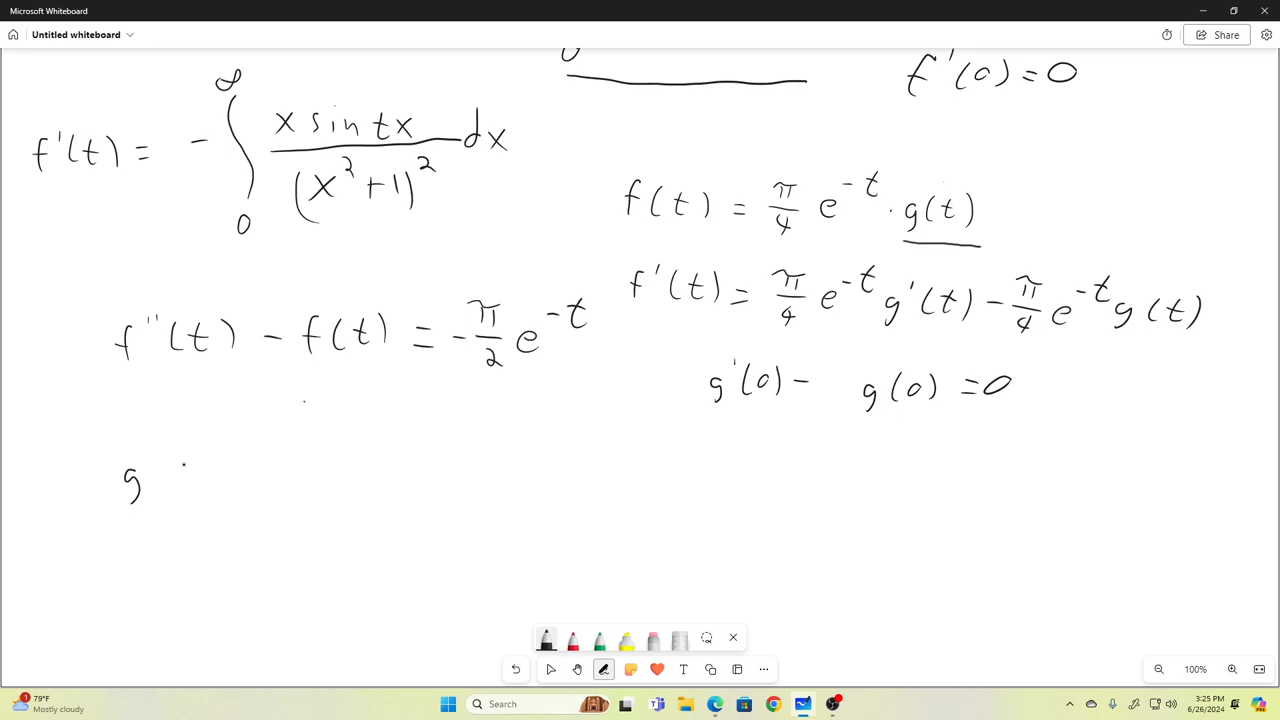 Microsoft Whiteboard
Untitled whiteboard
Share
f'(0) = 0
f'(t) = - ∫₀^∞ x sin tx / (x² + 1)² dx
f(t) = π/4 e^{-t} · g(t)
f'(t) = π/4 e^{-t} g'(t) - π/4 e^{-t} g(t)
f''(t) - f(t) = - π/2 e^{-t}
g'(0) - g(0) = 0
g
100%
1
79°F
Mostly cloudy
Search
3:25 PM
6/26/2024